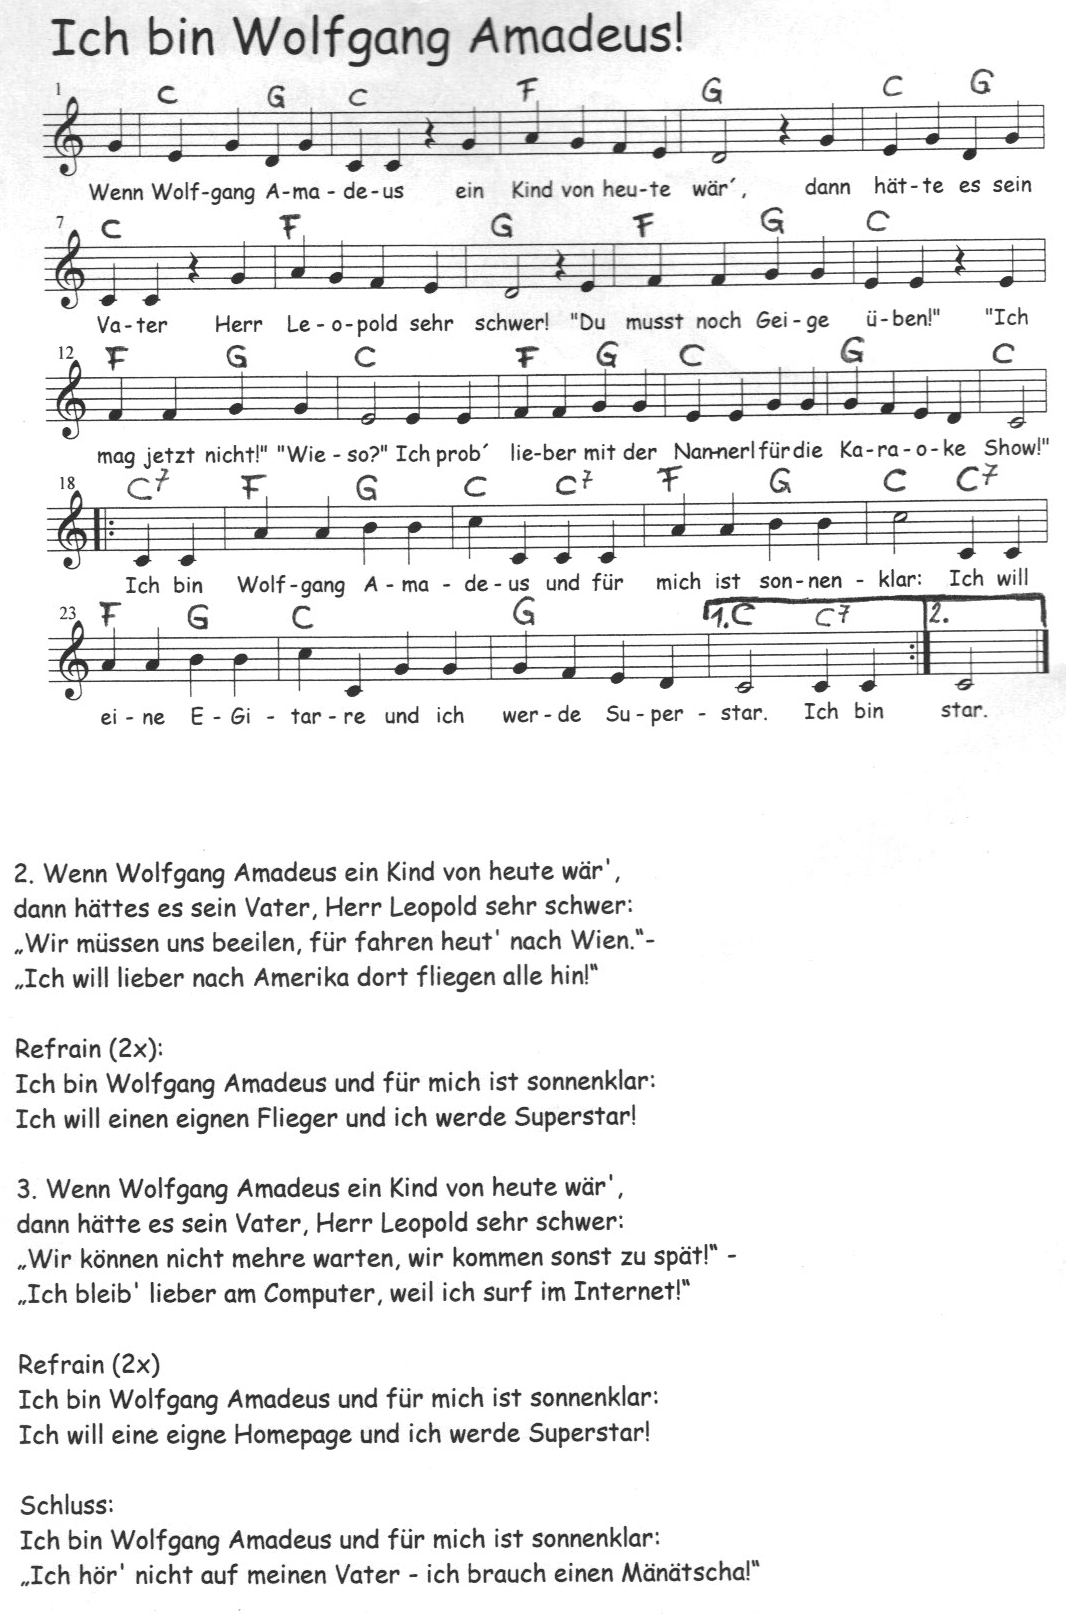 Ich bin Wolfgang Amadeus!
1 C G C F G C G
Wenn Wolf-gang A-ma-de-us ein Kind von heu-te wär´, dann hät-te es sein
7 C F G F G C
Va-ter Herr Le-o-pold sehr schwer! "Du musst noch Gei-ge ü-ben!" "Ich
12 F G C F G C G C
mag jetzt nicht!" "Wie-so?" Ich prob´ lie-ber mit der Nan-nerl für die Ka-ra-o-ke Show!"
18 C7 F G C C7 F G C C7
Ich bin Wolf-gang A-ma-de-us und für mich ist son-nen-klar: Ich will
23 F G C G 1. C C7 2.
ei-ne E-Gi-tar-re und ich wer-de Su-per-star. Ich bin star.
2. Wenn Wolfgang Amadeus ein Kind von heute wär',
dann hättes es sein Vater, Herr Leopold sehr schwer:
„Wir müssen uns beeilen, für fahren heut' nach Wien.“-
„Ich will lieber nach Amerika dort fliegen alle hin!“
Refrain (2x):
Ich bin Wolfgang Amadeus und für mich ist sonnenklar:
Ich will einen eignen Flieger und ich werde Superstar!
3. Wenn Wolfgang Amadeus ein Kind von heute wär',
dann hätte es sein Vater, Herr Leopold sehr schwer:
„Wir können nicht mehre warten, wir kommen sonst zu spät!“ -
„Ich bleib' lieber am Computer, weil ich surf im Internet!“
Refrain (2x)
Ich bin Wolfgang Amadeus und für mich ist sonnenklar:
Ich will eine eigne Homepage und ich werde Superstar!
Schluss:
Ich bin Wolfgang Amadeus und für mich ist sonnenklar:
„Ich hör' nicht auf meinen Vater - ich brauch einen Mänätscha!“